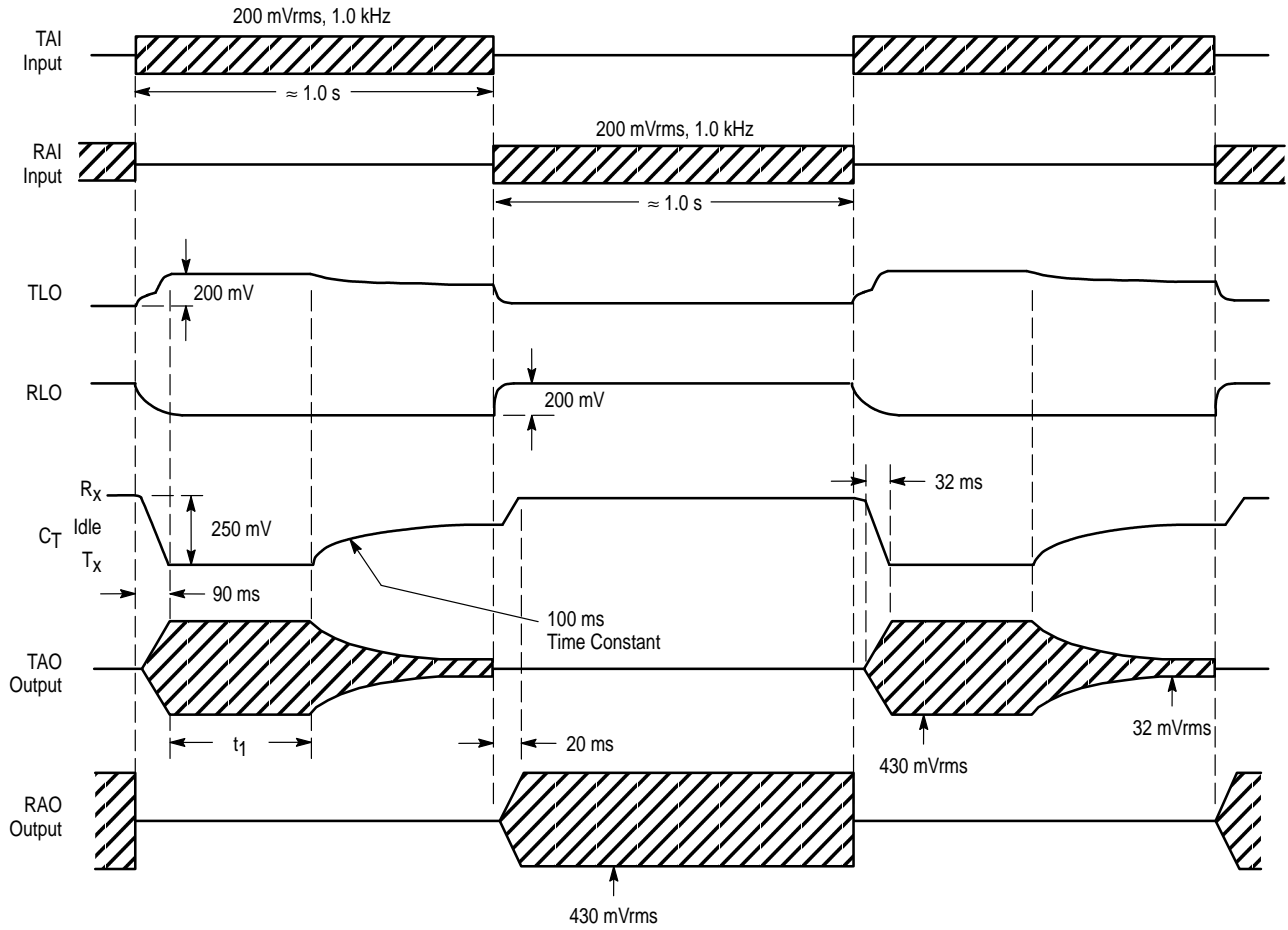 200 mVrms, 1.0 kHz
TAI
Input
≈ 1.0 s
200 mVrms, 1.0 kHz
RAI
Input
≈ 1.0 s
TLO
200 mV
RLO
200 mV
RX
32 ms
Idle
250 mV
CT
TX
90 ms
100 ms
Time Constant
TAO
Output
32 mVrms
t1
20 ms
430 mVrms
RAO
Output
430 mVrms